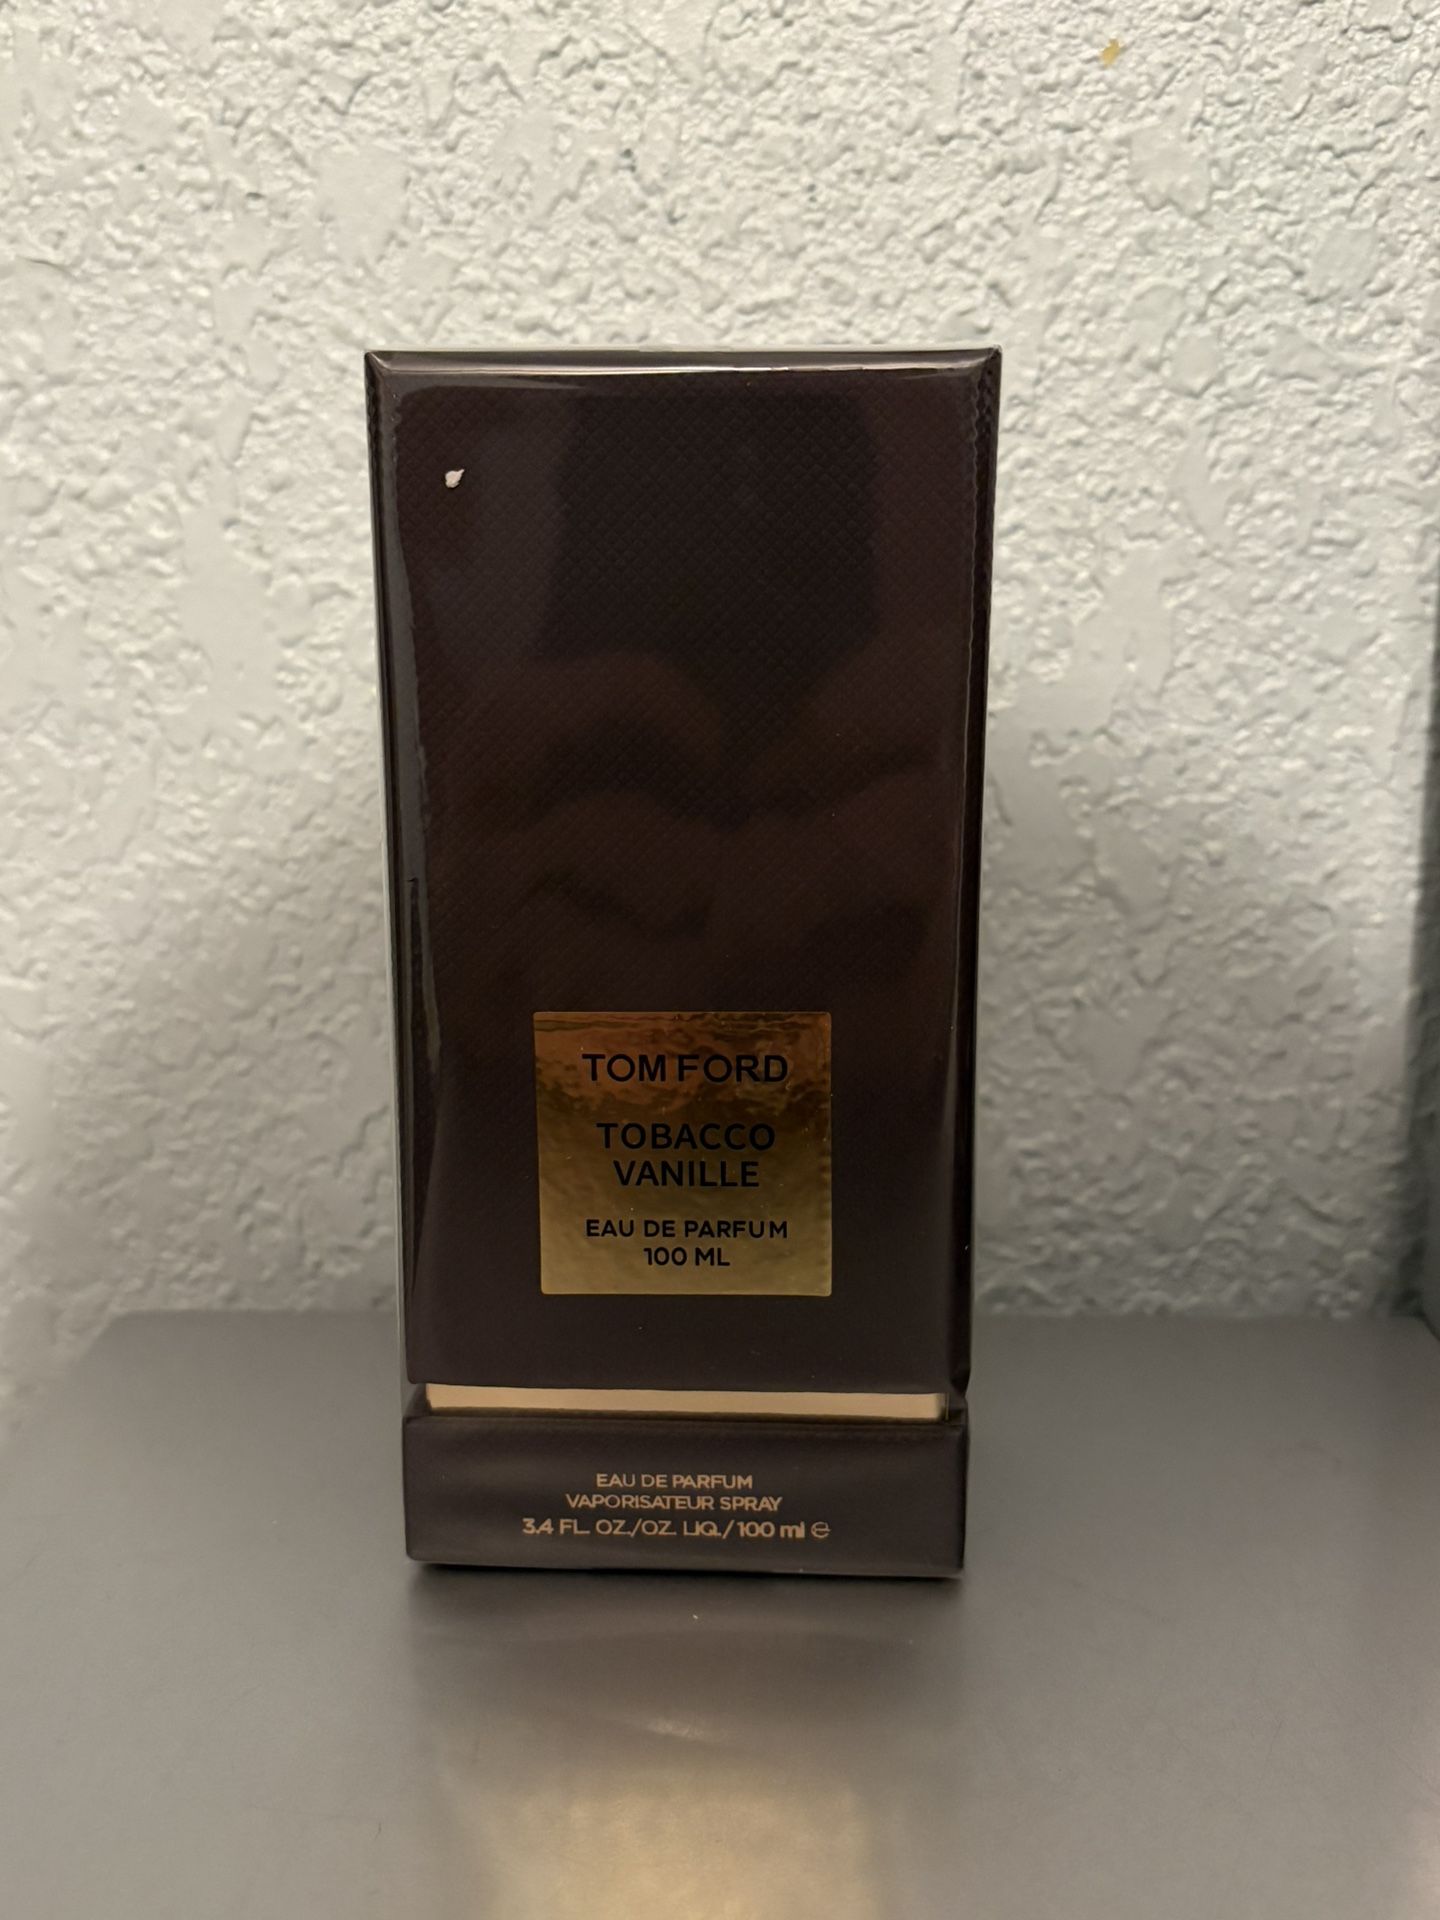 TOM FORD
TOBACCO
VANILLE
EAU DE PARFUM
100 ML
EAU DE PARFUM
VAPORISATEUR SPRAY
3.4 FL. OZ./OZ. LIQ./100 ml ℮